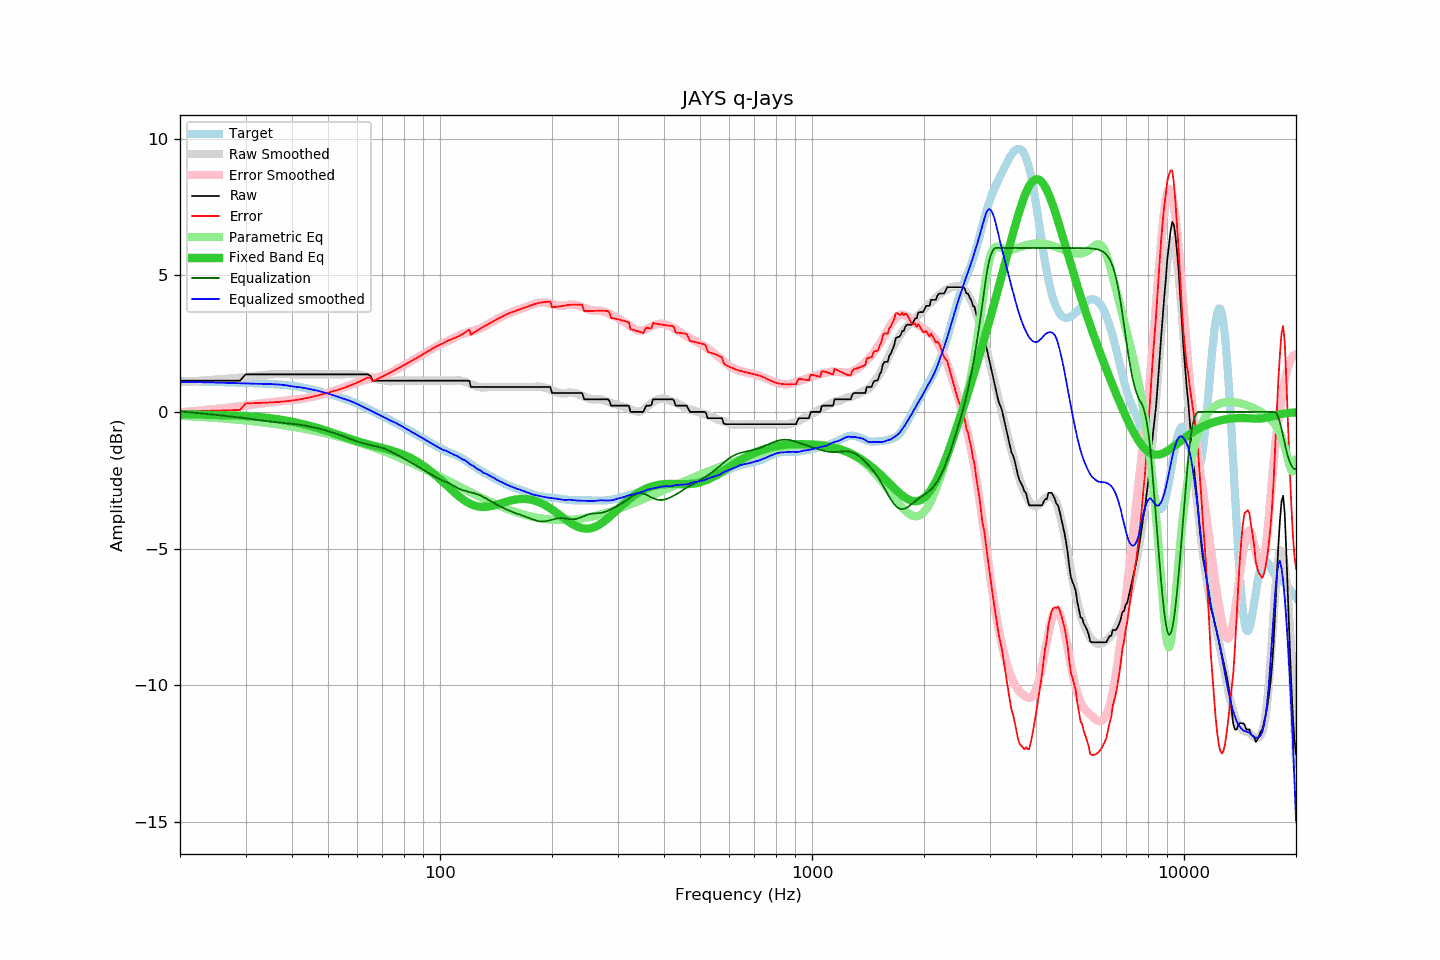 JAYS q-Jays
Target
Raw Smoothed
Error Smoothed
Raw
Error
Parametric Eq
Fixed Band Eq
Equalization
Equalized smoothed
10
5
0
−5
−10
−15
Amplitude (dBr)
100
1000
10000
Frequency (Hz)